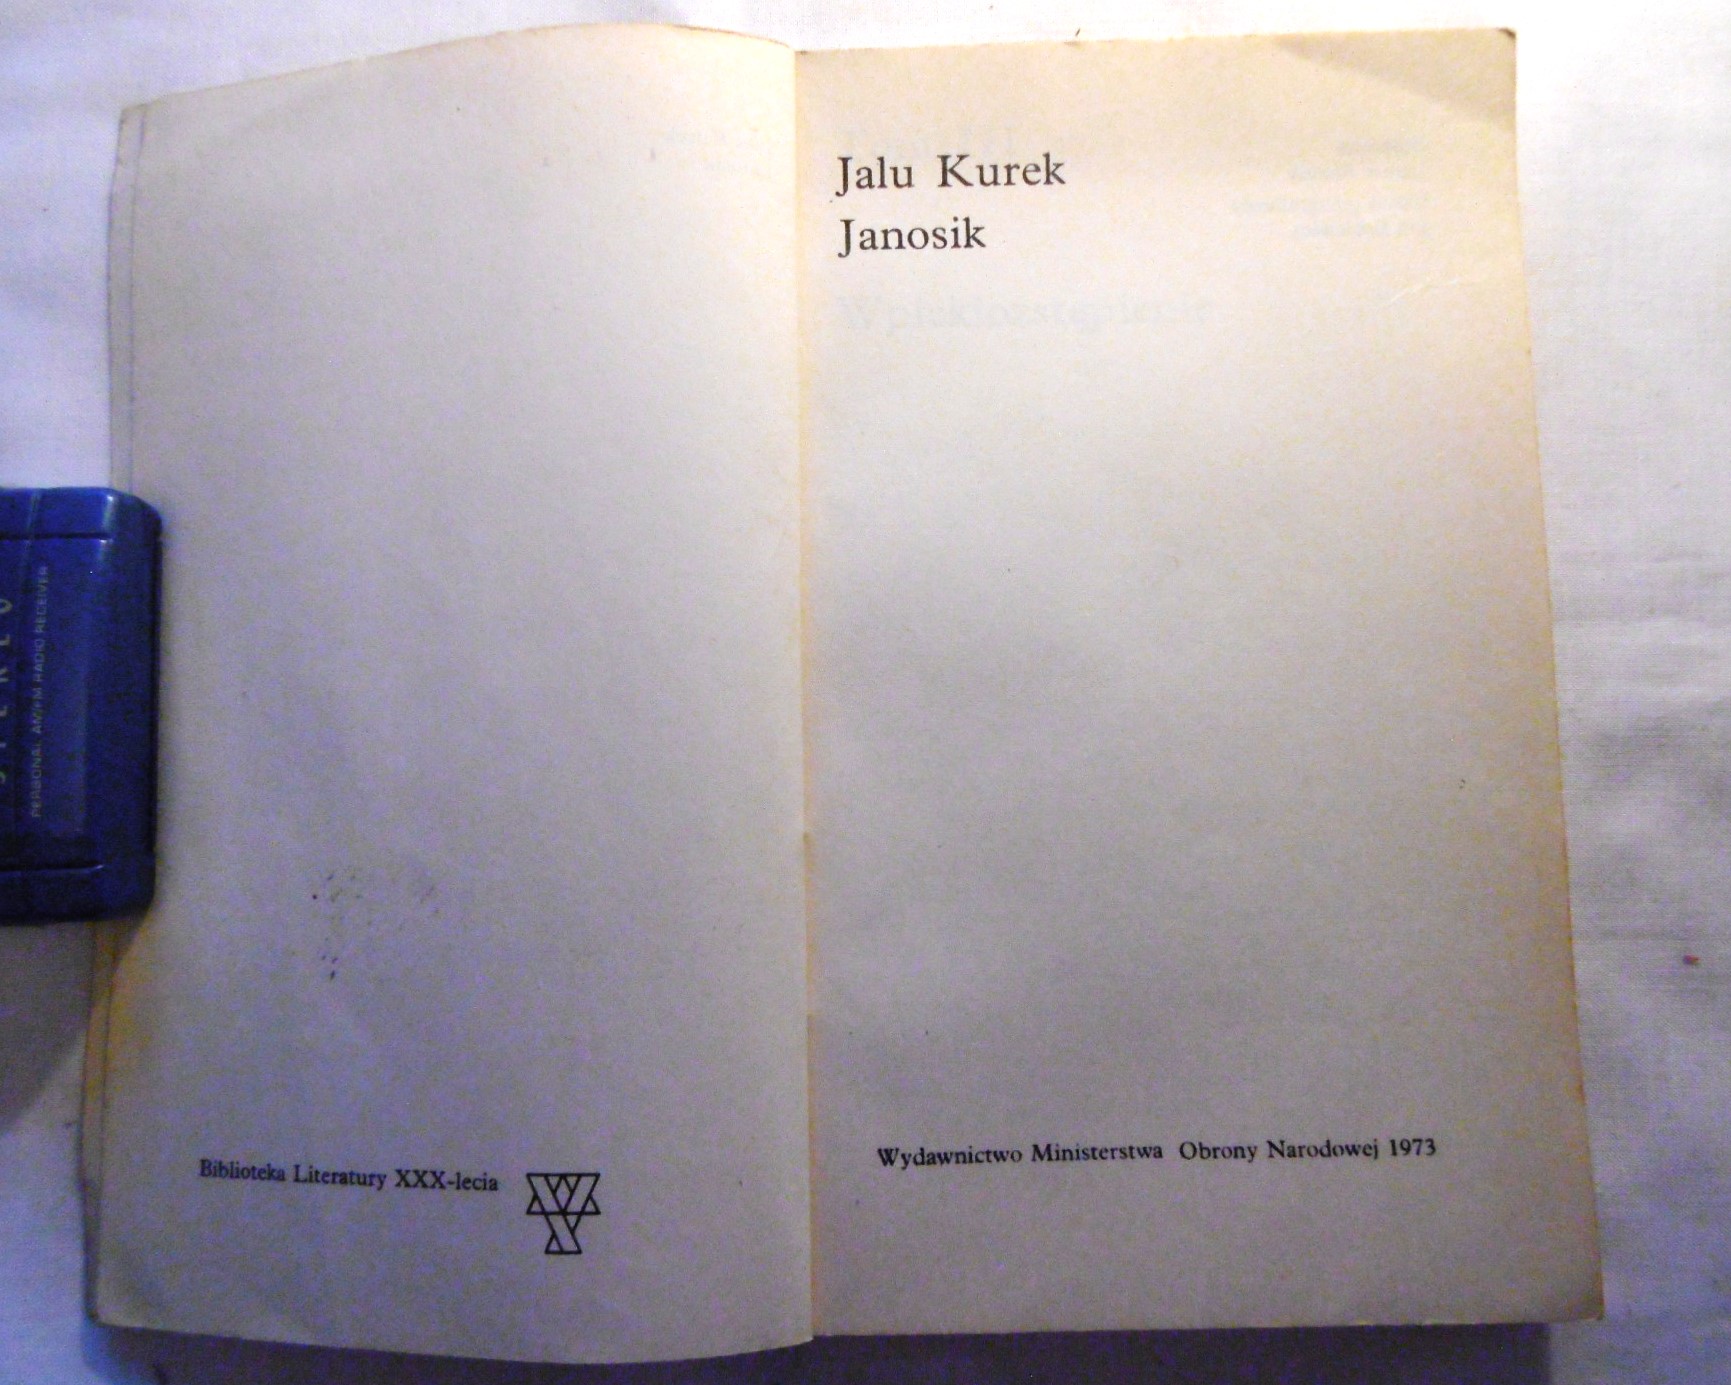 Jalu Kurek
Janosik
Biblioteka Literatury XXX-lecia
Wydawnictwo Ministerstwa Obrony Narodowej 1973
PERSONAL AM/FM RADIO RECEIVER